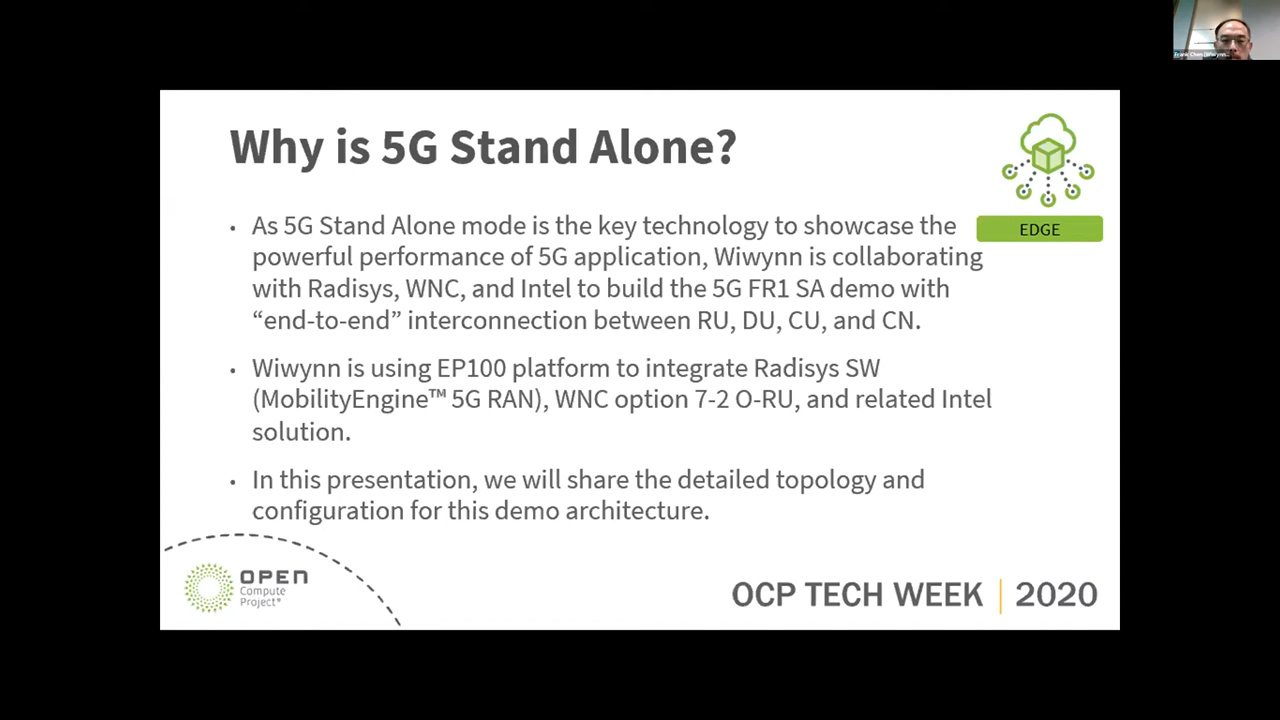 Frank Chen (Wiwynn...
Why is 5G Stand Alone?
EDGE
• As 5G Stand Alone mode is the key technology to showcase the
powerful performance of 5G application, Wiwynn is collaborating
with Radisys, WNC, and Intel to build the 5G FR1 SA demo with
“end-to-end” interconnection between RU, DU, CU, and CN.
• Wiwynn is using EP100 platform to integrate Radisys SW
(MobilityEngine™ 5G RAN), WNC option 7-2 O-RU, and related Intel
solution.
• In this presentation, we will share the detailed topology and
configuration for this demo architecture.
OPEN
Compute
Project®
OCP TECH WEEK | 2020